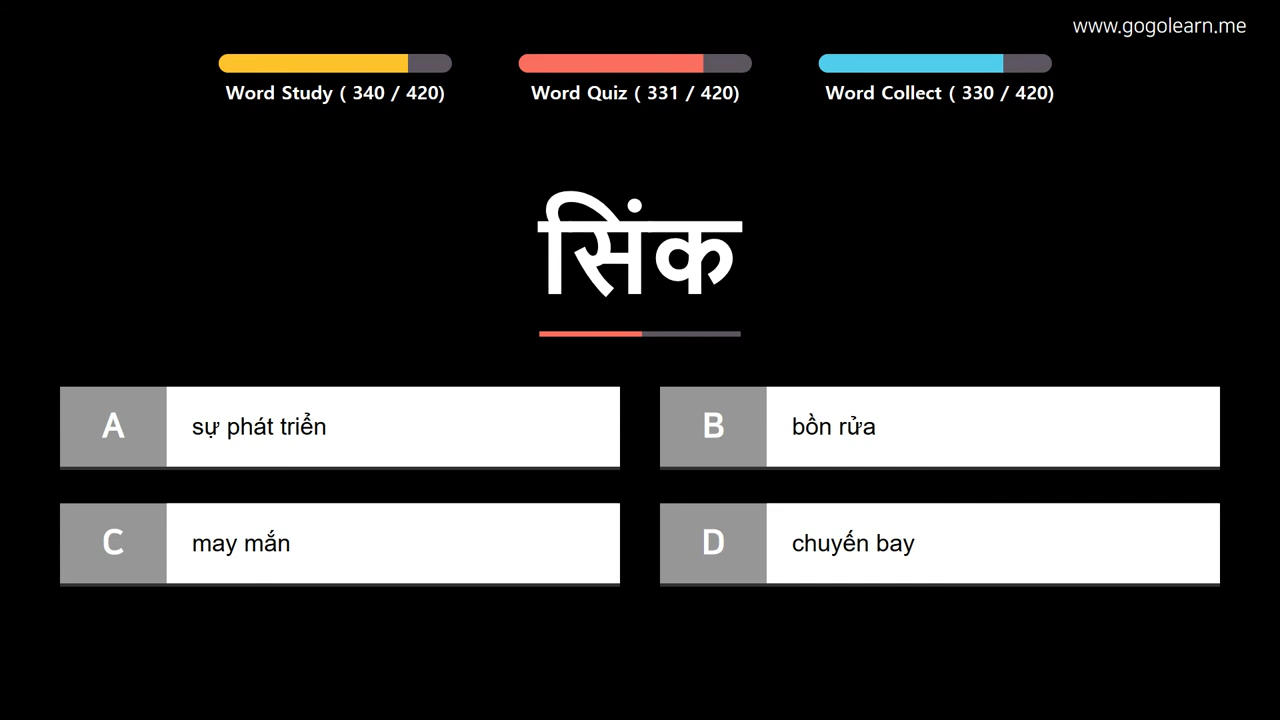 www.gogolearn.me
Word Study ( 340 / 420)
Word Quiz ( 331 / 420)
Word Collect ( 330 / 420)
सिंक
A sự phát triển
B bồn rửa
C may mắn
D chuyến bay